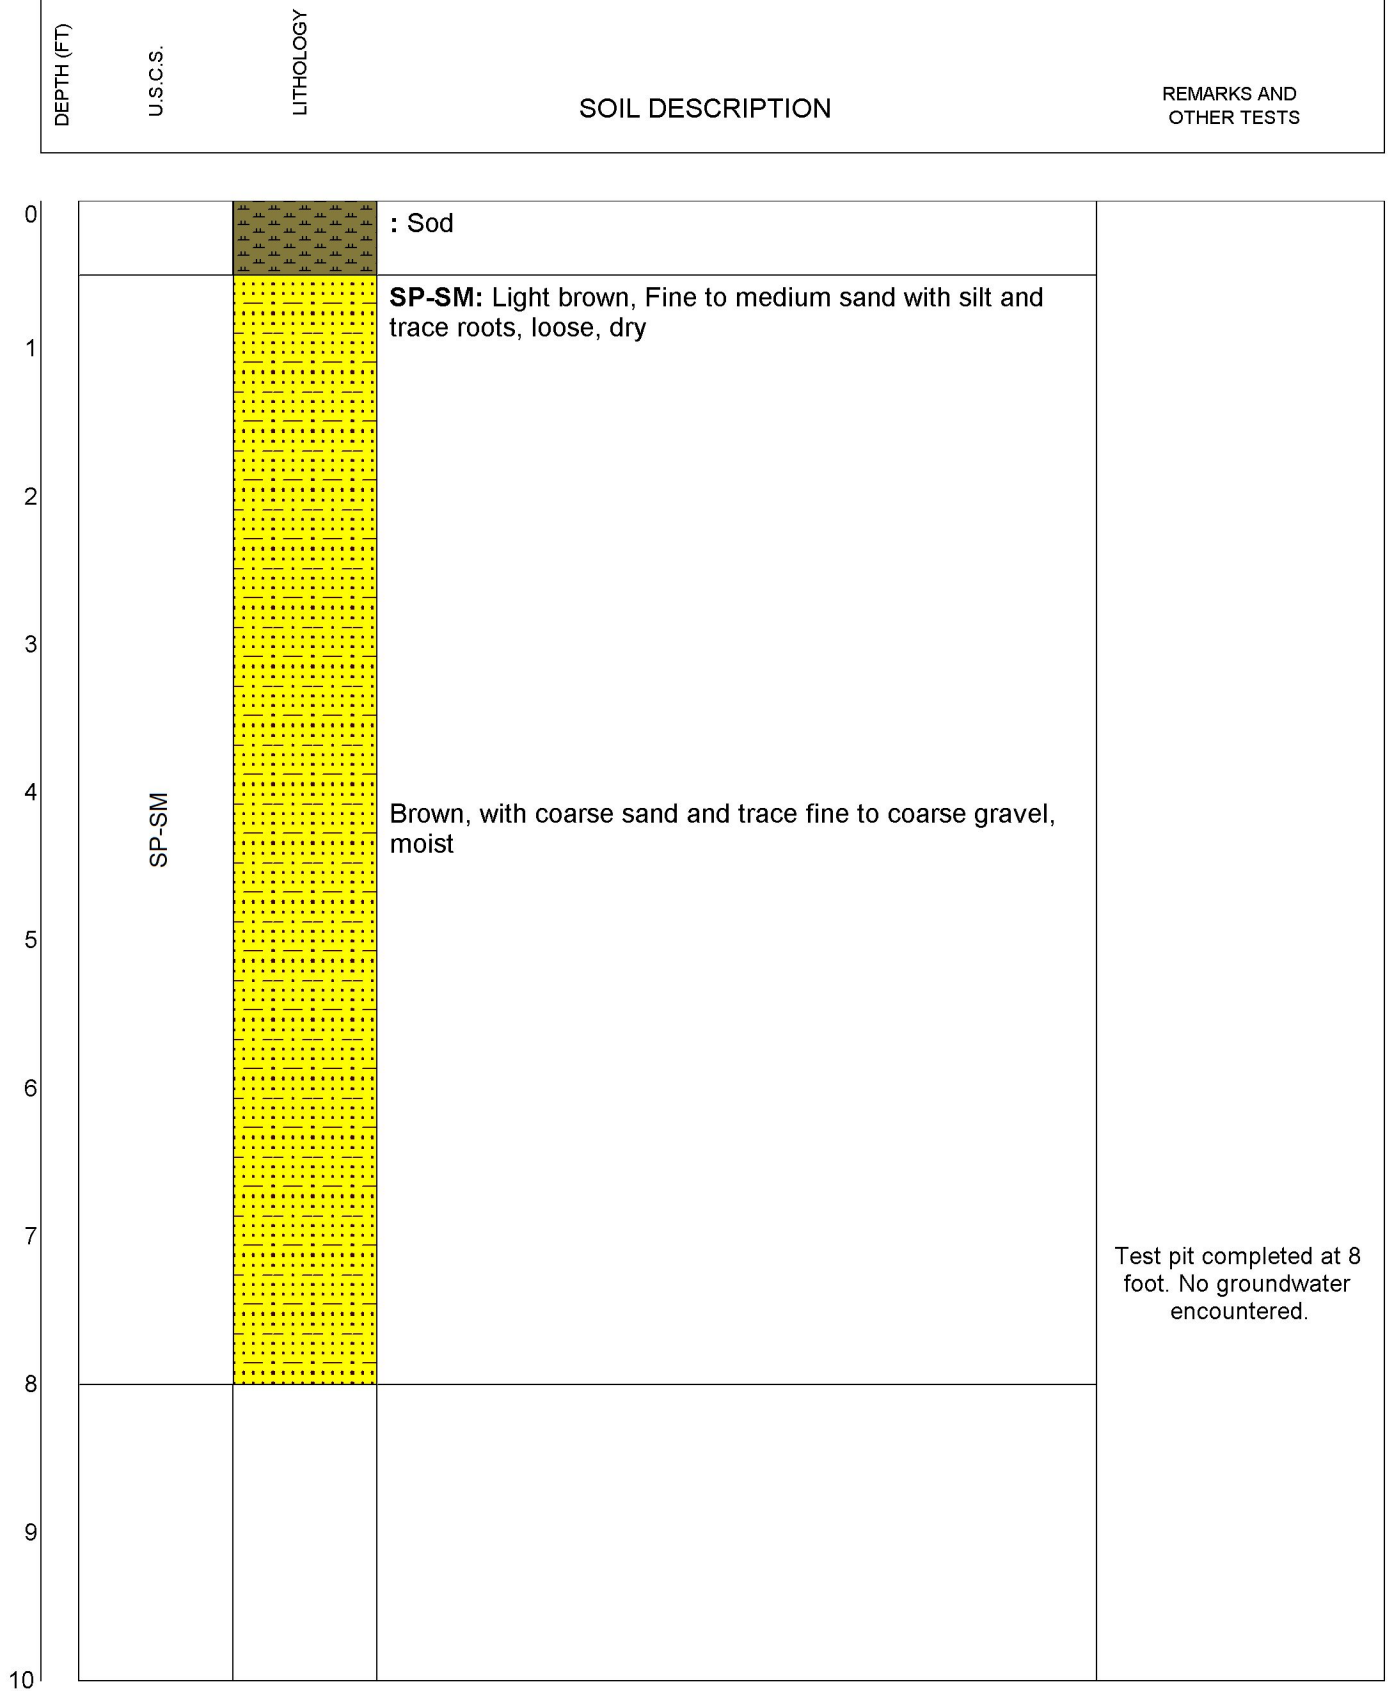 DEPTH (FT)
U.S.C.S.
LITHOLOGY
SOIL DESCRIPTION
REMARKS AND
OTHER TESTS
0
: Sod
SP-SM: Light brown, Fine to medium sand with silt and
trace roots, loose, dry
1
2
3
4
SP-SM
Brown, with coarse sand and trace fine to coarse gravel,
moist
5
6
7
Test pit completed at 8
foot. No groundwater
encountered.
8
9
10